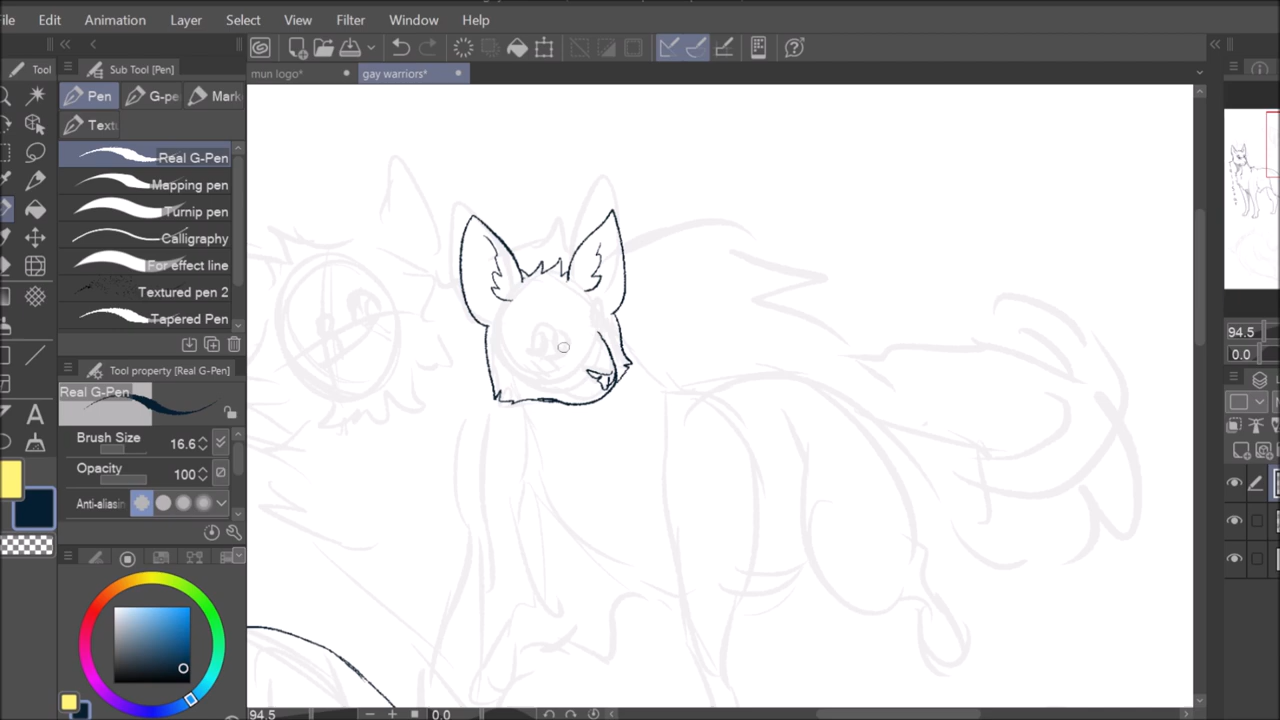 File Edit Animation Layer Select View Filter Window Help
Tool
Sub Tool [Pen]
mun logo*
gay warriors*
Pen
G-pe
Mark
Textu
Real G-Pen
Mapping pen
Turnip pen
Calligraphy
For effect line
Textured pen 2
Tapered Pen
Tool property [Real G-Pen]
Real G-Pen
Brush Size 16.6
Opacity 100
Anti-aliasin
94.5
0.0
94.5 0.0